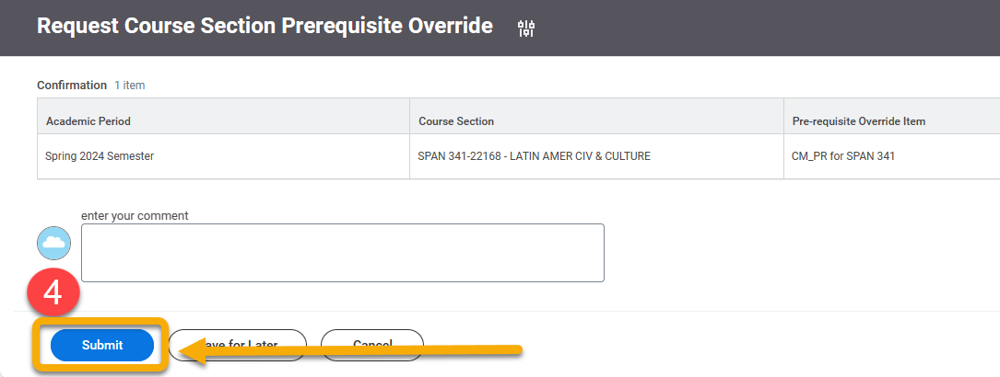 Request Course Section Prerequisite Override
Confirmation 1 item
Academic Period Course Section Pre-requisite Override Item
Spring 2024 Semester SPAN 341-22168 - LATIN AMER CIV & CULTURE CM_PR for SPAN 341
enter your comment
4
Submit Save for Later Cancel